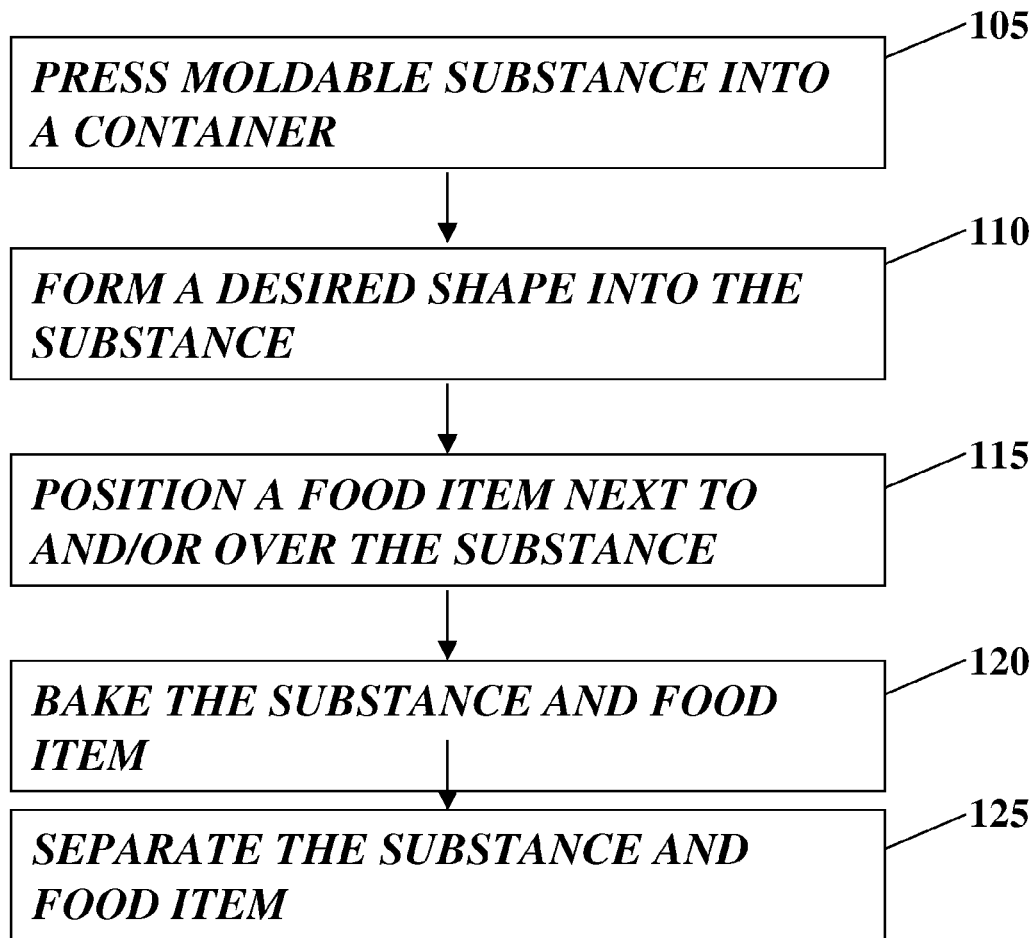 105
PRESS MOLDABLE SUBSTANCE INTO
A CONTAINER
110
FORM A DESIRED SHAPE INTO THE
SUBSTANCE
115
POSITION A FOOD ITEM NEXT TO
AND/OR OVER THE SUBSTANCE
120
BAKE THE SUBSTANCE AND FOOD
ITEM
125
SEPARATE THE SUBSTANCE AND
FOOD ITEM